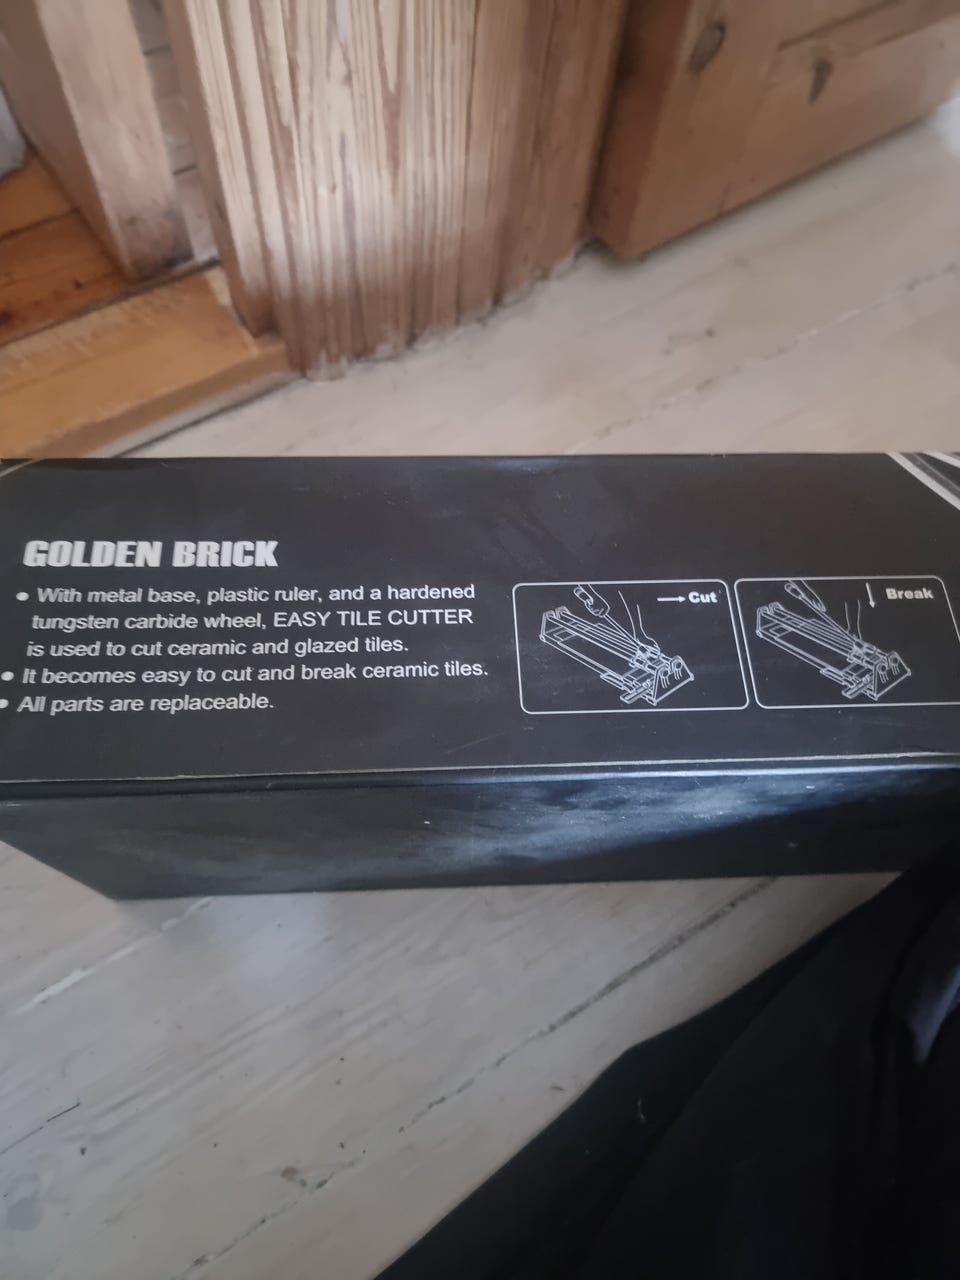 GOLDEN BRICK
• With metal base, plastic ruler, and a hardened
tungsten carbide wheel, EASY TILE CUTTER
is used to cut ceramic and glazed tiles.
• It becomes easy to cut and break ceramic tiles.
• All parts are replaceable.
→ Cut
↓ Break